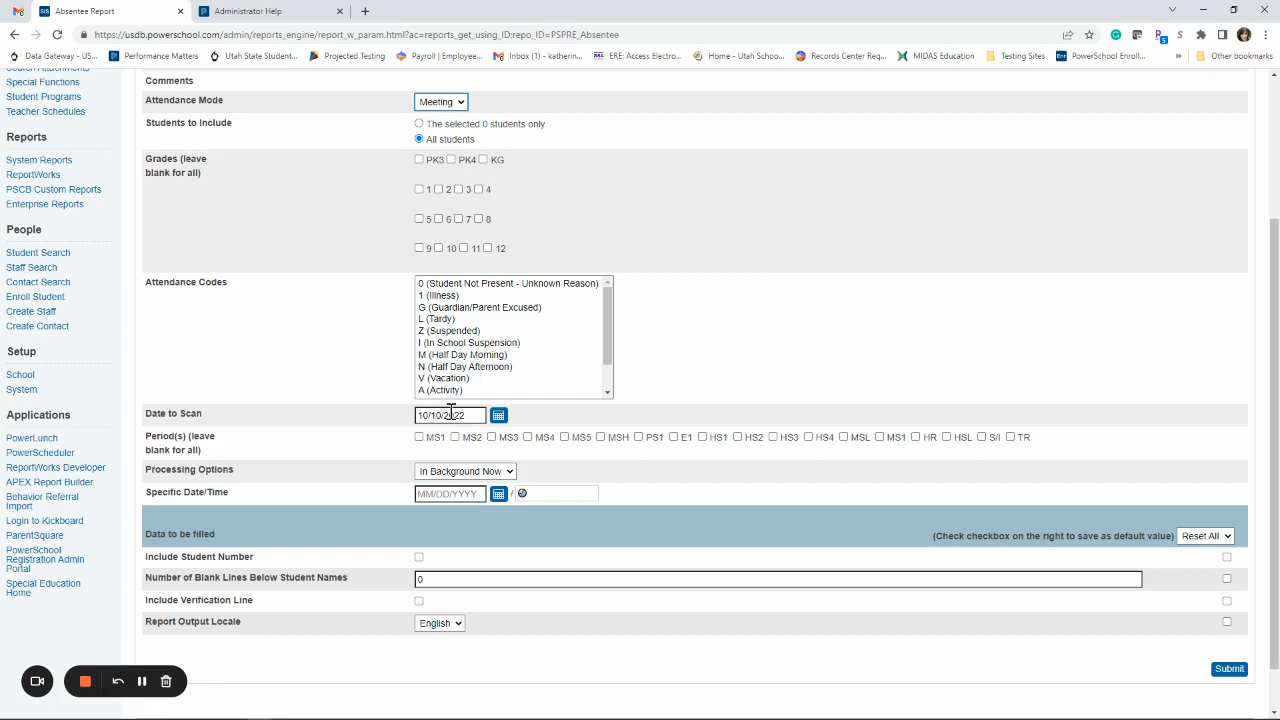 Absentee Report
Administrator Help
https://usdb.powerschool.com/admin/reports_engine/report_w_param.html?ac=reports_get_using_ID:repo_ID=PSPRE_Absentee
Data Gateway - US...
Performance Matters
Utah State Student...
Projected Testing
Payroll | Employee...
Inbox (1) - katherin...
ERE: Access Electro...
Home - Utah Schoo...
Records Center Req...
MIDAS Education
Testing Sites
PowerSchool Enroll...
»
Other bookmarks
Special Functions
Student Programs
Teacher Schedules
Reports
System Reports
ReportWorks
PSCB Custom Reports
Enterprise Reports
People
Student Search
Staff Search
Contact Search
Enroll Student
Create Staff
Create Contact
Setup
School
System
Applications
PowerLunch
PowerScheduler
ReportWorks Developer
APEX Report Builder
Behavior Referral
Import
Login to Kickboard
ParentSquare
PowerSchool
Registration Admin
Portal
Special Education
Home
Comments
Attendance Mode
Meeting
Students to Include
The selected 0 students only
All students
Grades (leave
blank for all)
PK3 PK4 KG
1 2 3 4
5 6 7 8
9 10 11 12
Attendance Codes
0 (Student Not Present - Unknown Reason)
1 (Illness)
G (Guardian/Parent Excused)
L (Tardy)
Z (Suspended)
I (In School Suspension)
M (Half Day Morning)
N (Half Day Afternoon)
V (Vacation)
A (Activity)
Date to Scan
10/10/2022
Period(s) (leave
blank for all)
MS1 MS2 MS3 MS4 MS5 MSH PS1 E1 HS1 HS2 HS3 HS4 MSL MS1 HR HSL S/I TR
Processing Options
In Background Now
Specific Date/Time
MM/DD/YYYY /
Data to be filled
(Check checkbox on the right to save as default value) Reset All
Include Student Number
Number of Blank Lines Below Student Names
0
Include Verification Line
Report Output Locale
English
Submit